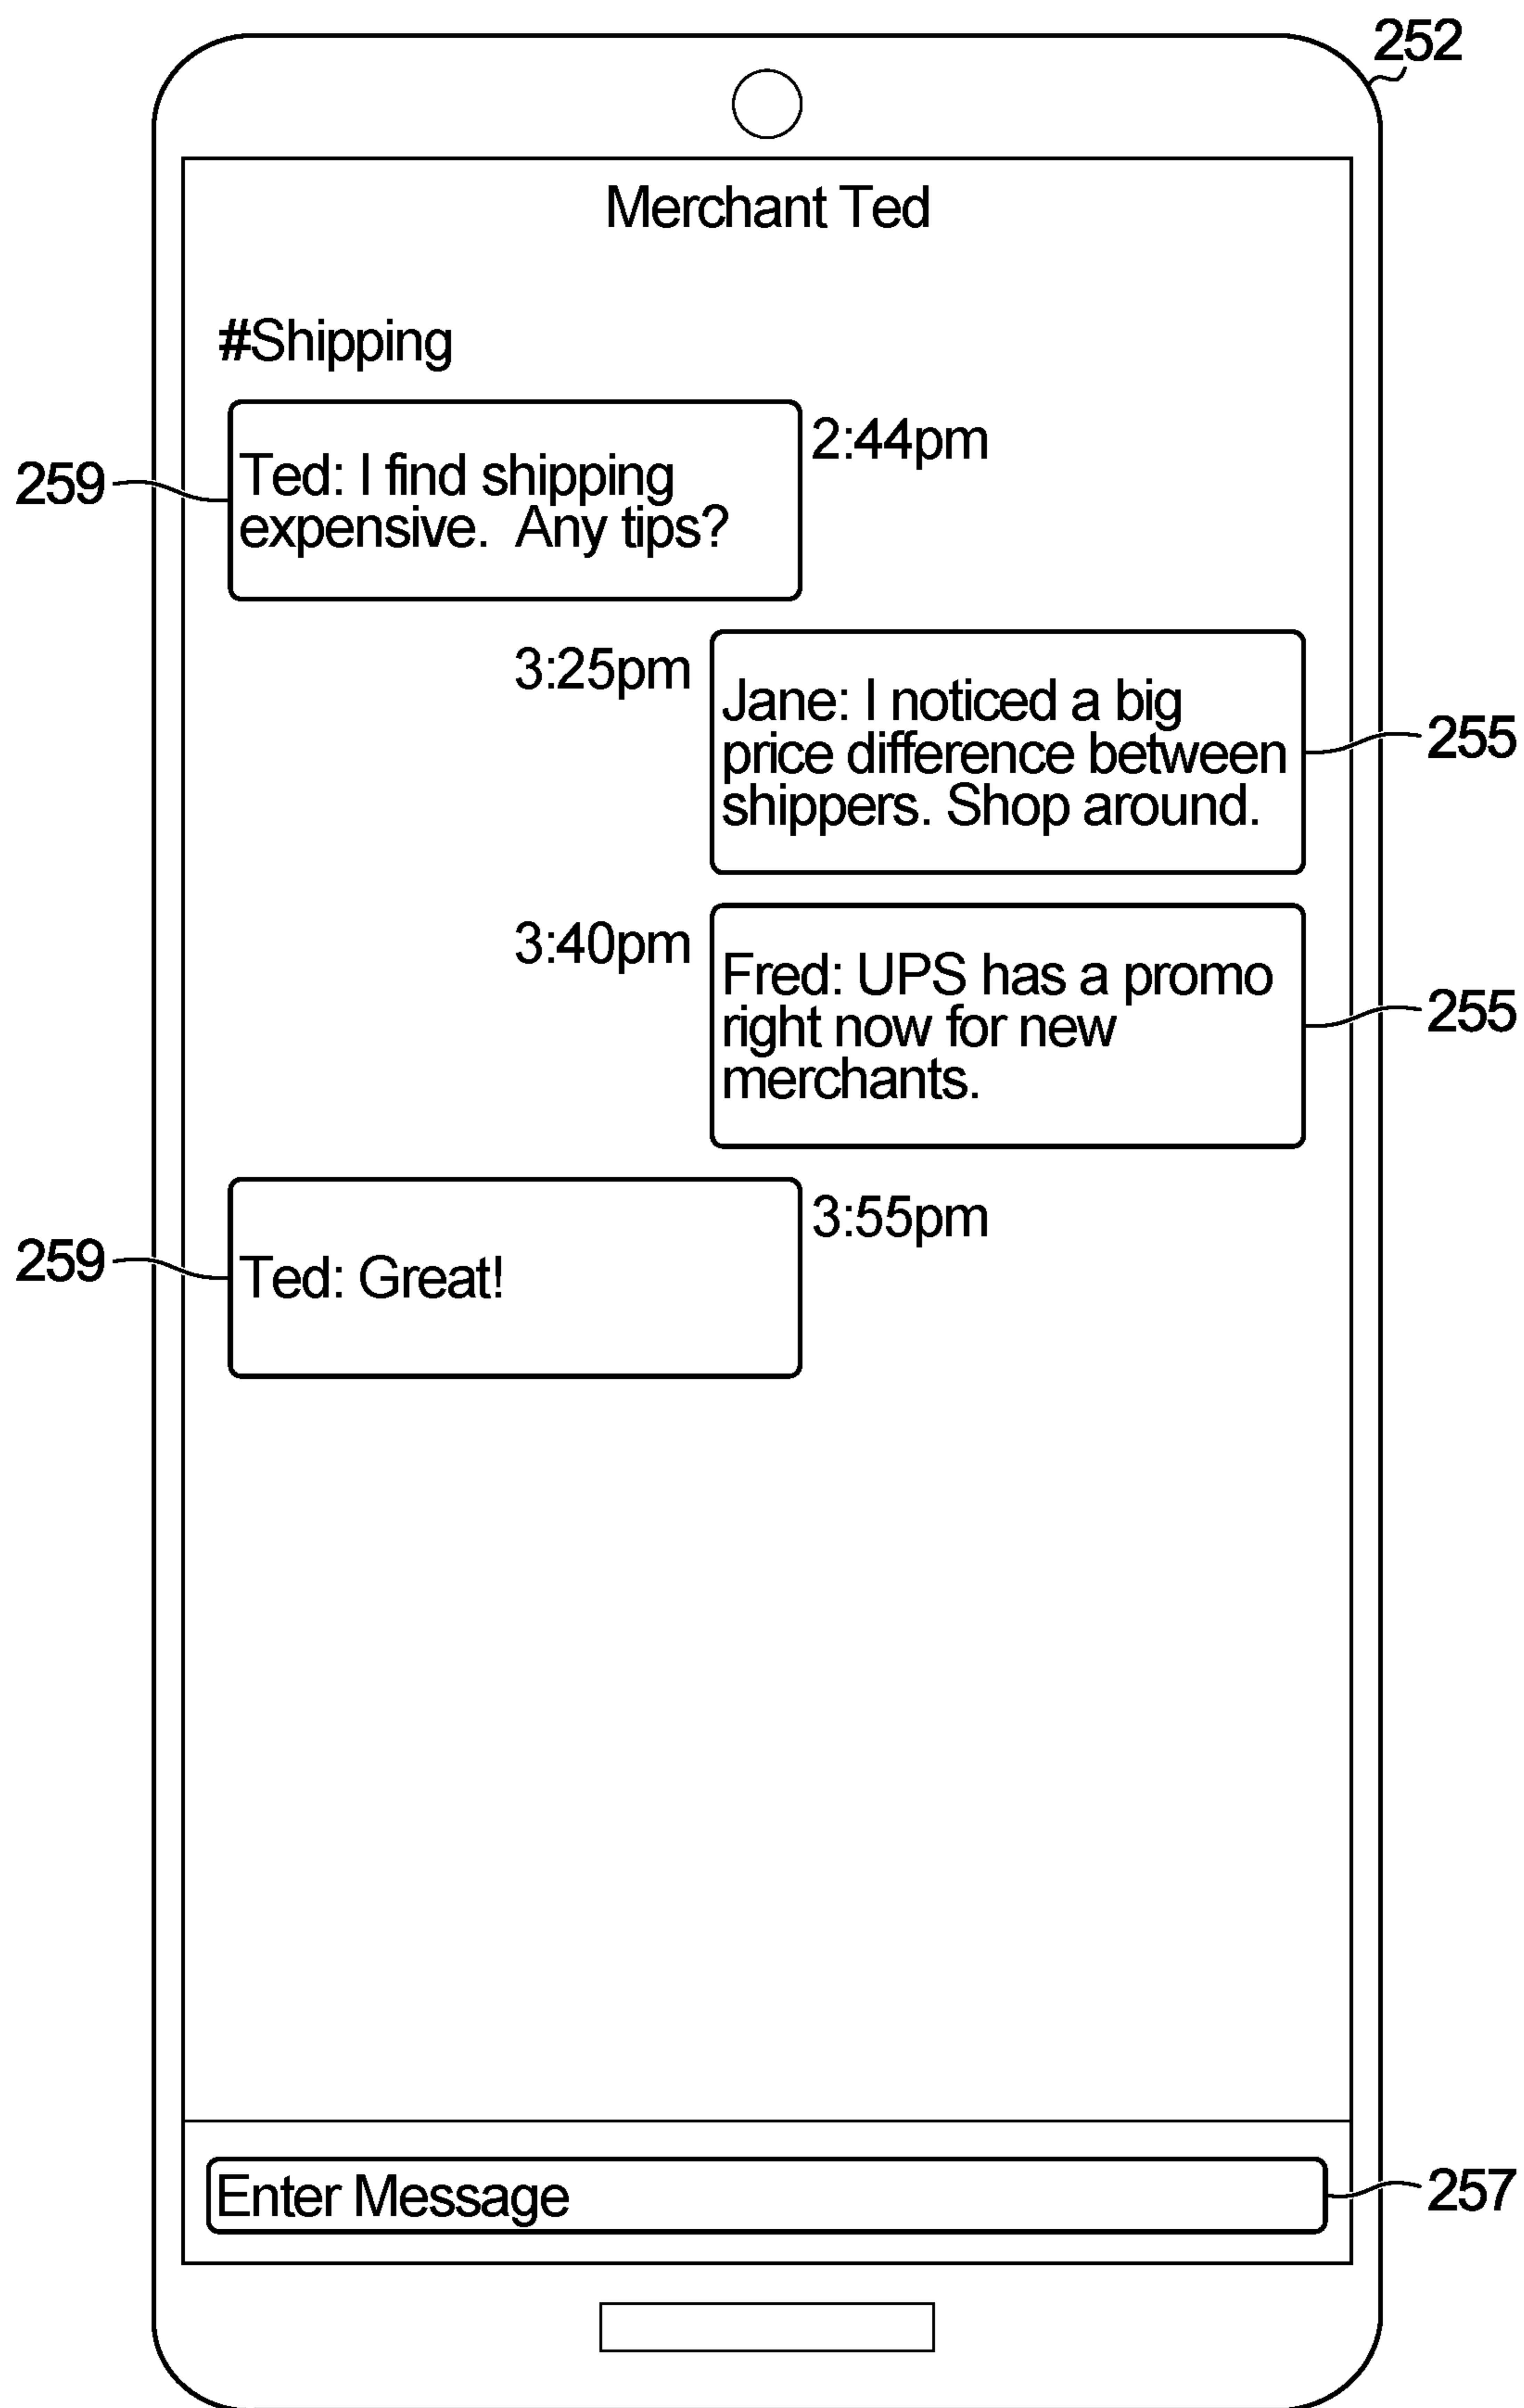 252
Merchant Ted
#Shipping
2:44pm
259
Ted: I find shipping
expensive.  Any tips?
3:25pm
Jane: I noticed a big
price difference between
shippers. Shop around.
255
3:40pm
Fred: UPS has a promo
right now for new
merchants.
255
3:55pm
259
Ted: Great!
Enter Message
257